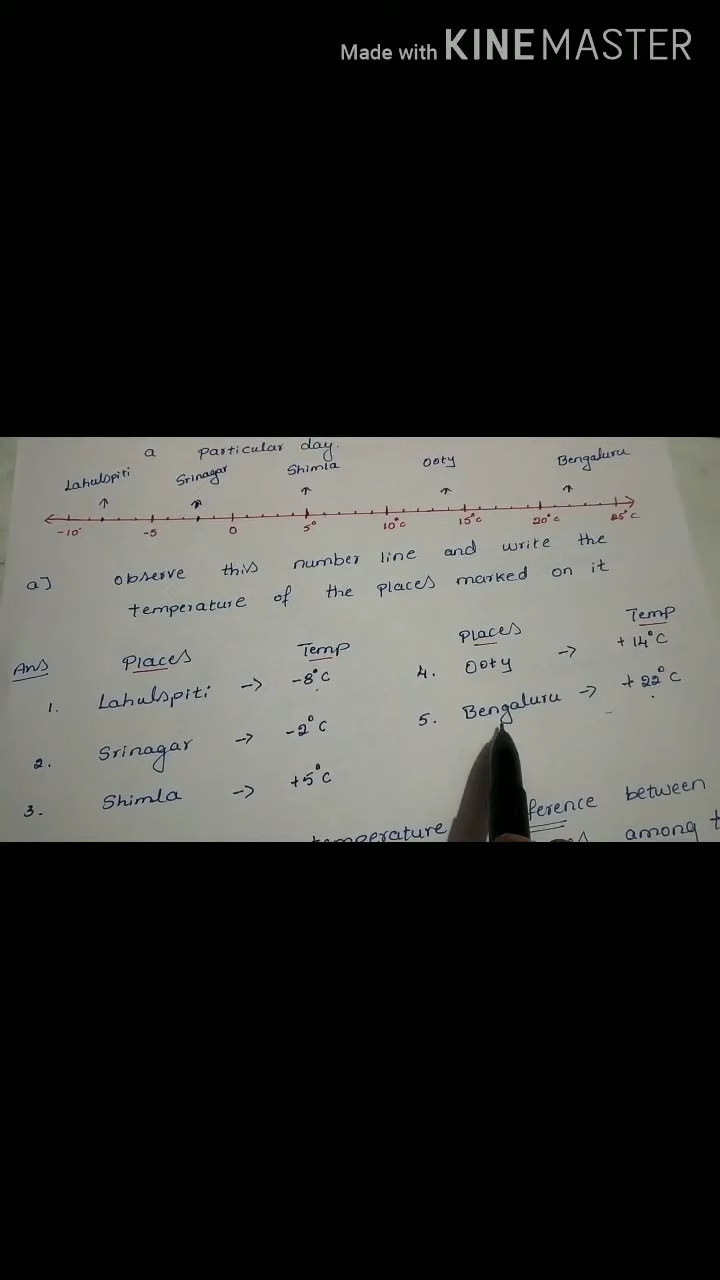 Made with KINEMASTER
a particular day.
Lahulspiti Srinagar Shimla Ooty Bengaluru
-10° -5 0 5° 10°C 15°C 20°C 25°C
a] observe this number line and write the
temperature of the places marked on it
Ans Places Temp Places Temp
1. Lahulspiti -> -8°C 4. Ooty -> +14°C
2. Srinagar -> -2°C 5. Bengaluru -> +22°C
3. Shimla -> +5°C
temperature between
among